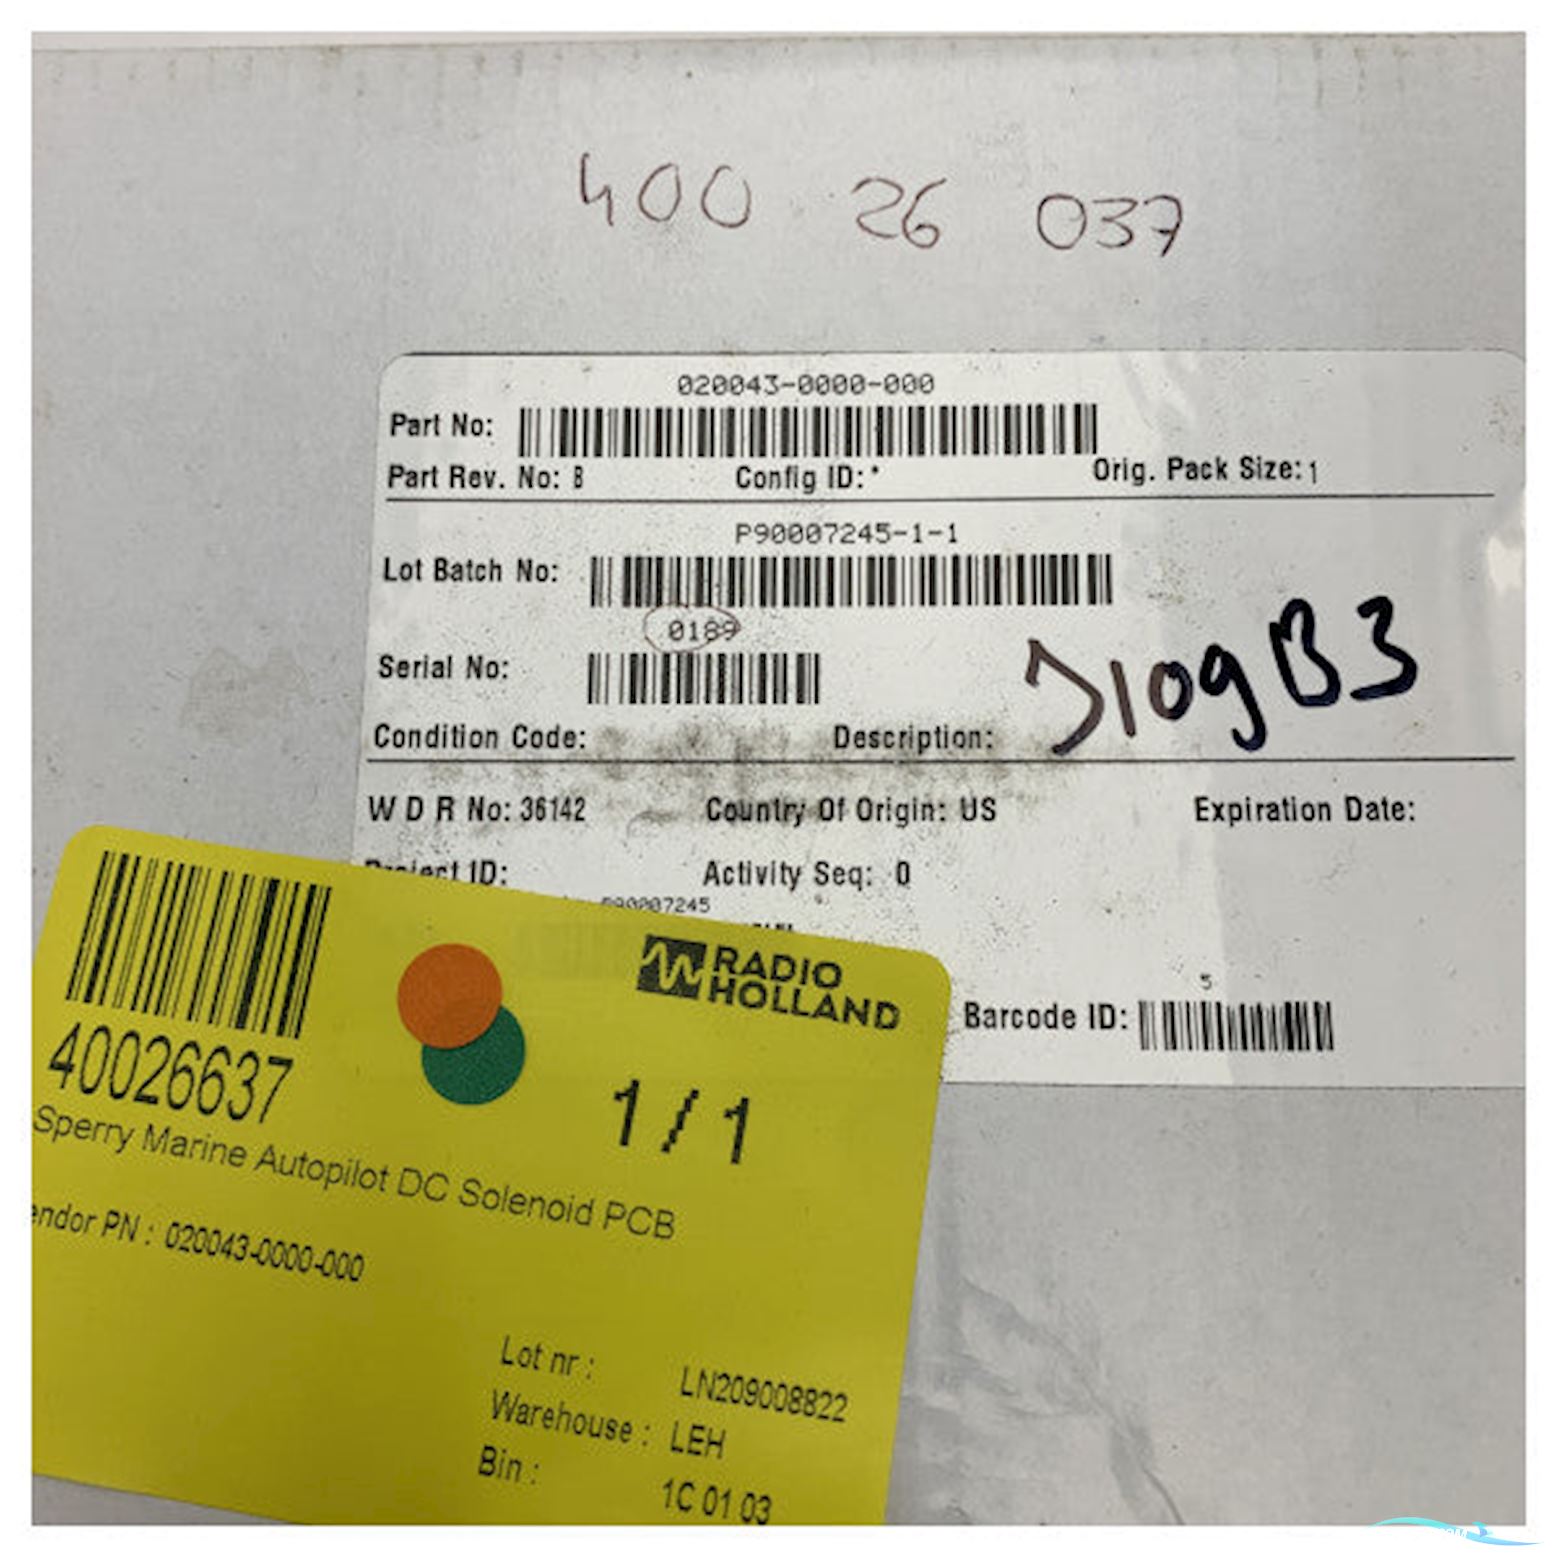 400 26 037
020043-0000-000
Part No:
Part Rev. No: B Config ID: * Orig. Pack Size: 1
P90007245-1-1
Lot Batch No:
0189
Serial No:
Condition Code: Description:
W D R No: 36142 Country Of Origin: US Expiration Date:
Project ID: Activity Seq: 0
P90007245
5
Barcode ID:
RADIO
HOLLAND
40026637
1 / 1
Sperry Marine Autopilot DC Solenoid PCB
endor PN : 020043-0000-000
Lot nr : LN209008822
Warehouse : LEH
Bin : 1C 01 03